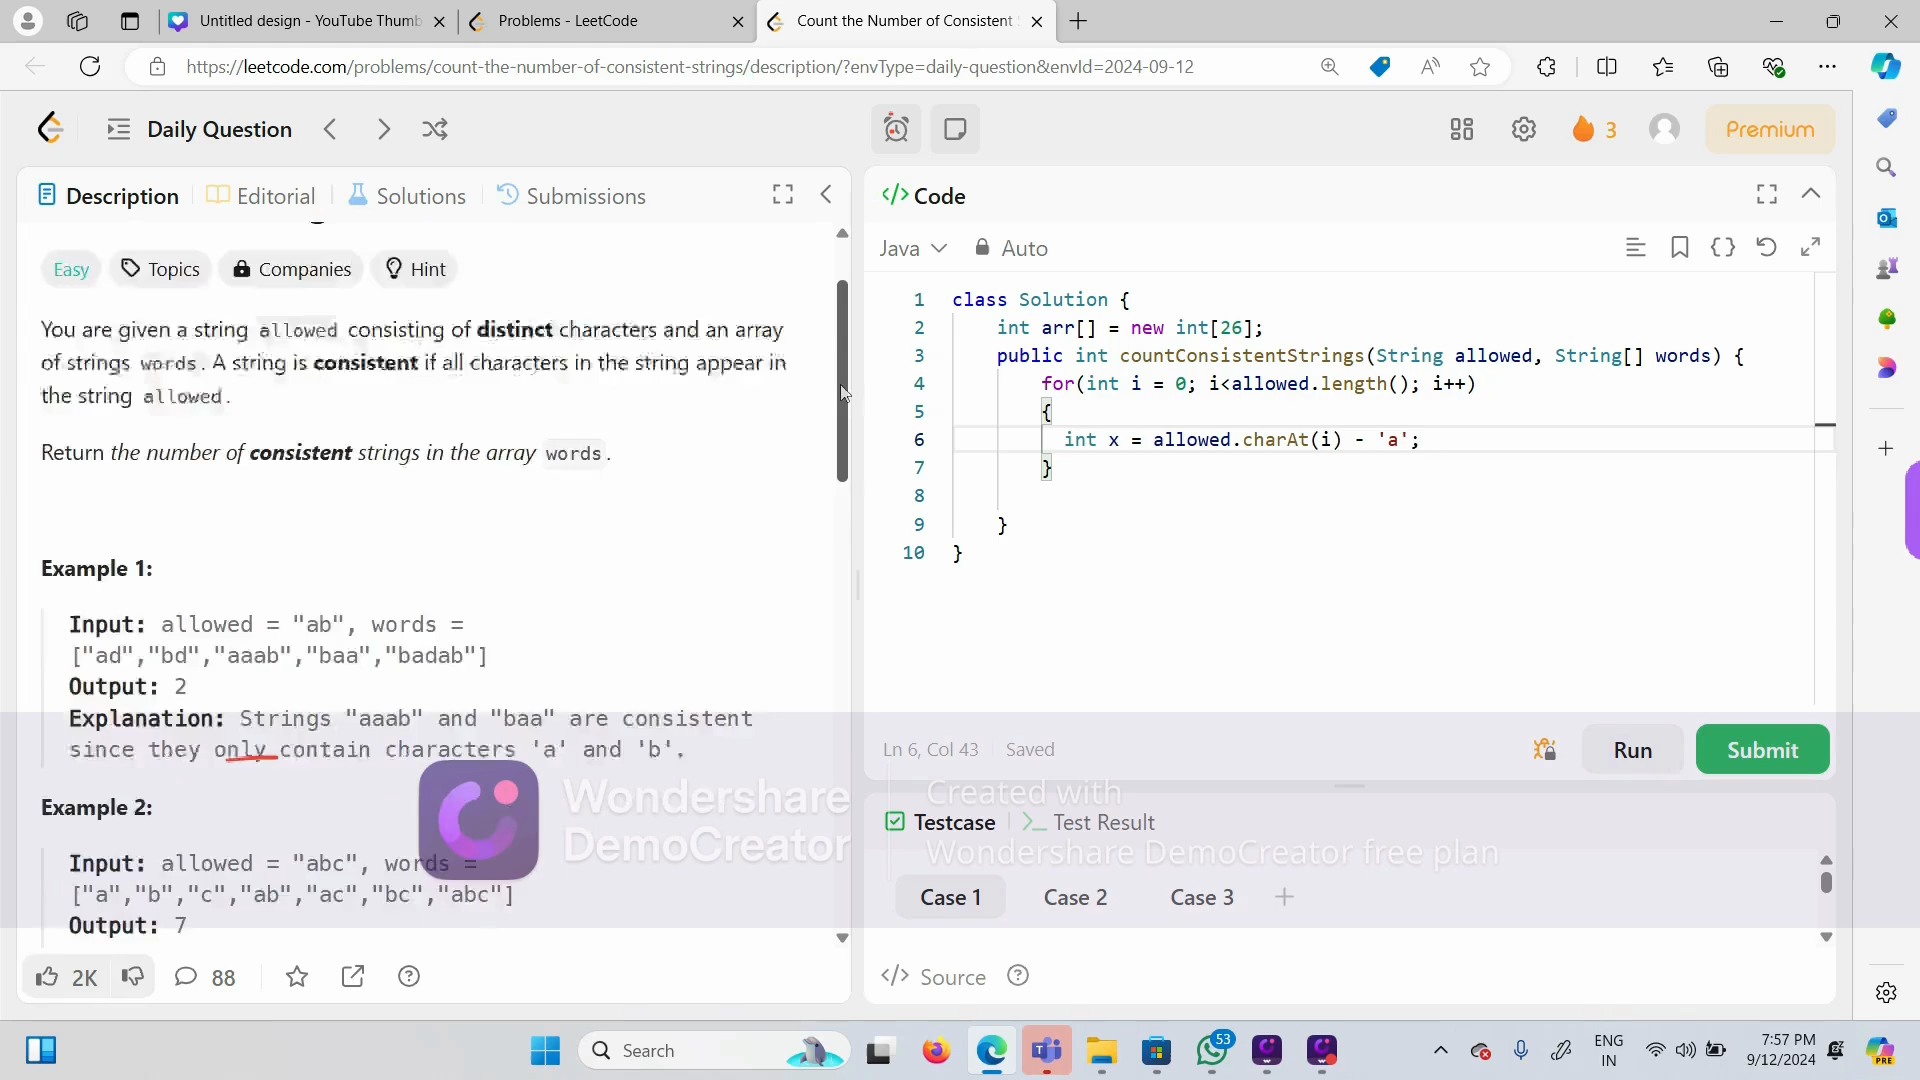 Untitled design - YouTube Thumb
Problems - LeetCode
Count the Number of Consistent
https://leetcode.com/problems/count-the-number-of-consistent-strings/description/?envType=daily-question&envId=2024-09-12
Daily Question
3
Premium
Description
Editorial
Solutions
Submissions
Easy
Topics
Companies
Hint
You are given a string allowed consisting of distinct characters and an array
of strings words. A string is consistent if all characters in the string appear in
the string allowed.
Return the number of consistent strings in the array words.
Example 1:
Input: allowed = "ab", words =
["ad","bd","aaab","baa","badab"]
Output: 2
Explanation: Strings "aaab" and "baa" are consistent
since they only contain characters 'a' and 'b'.
Example 2:
Input: allowed = "abc", words =
["a","b","c","ab","ac","bc","abc"]
Output: 7
2K
88
</> Code
Java
Auto
1 class Solution {
2 int arr[] = new int[26];
3 public int countConsistentStrings(String allowed, String[] words) {
4 for(int i = 0; i<allowed.length(); i++)
5 {
6 int x = allowed.charAt(i) - 'a';
7 }
8
9 }
10 }
Ln 6, Col 43
Saved
Run
Submit
Testcase
Test Result
Case 1
Case 2
Case 3
</> Source
Wondershare
DemoCreator
Created with
Wondershare DemoCreator free plan
Search
53
ENG
IN
7:57 PM
9/12/2024
PRE